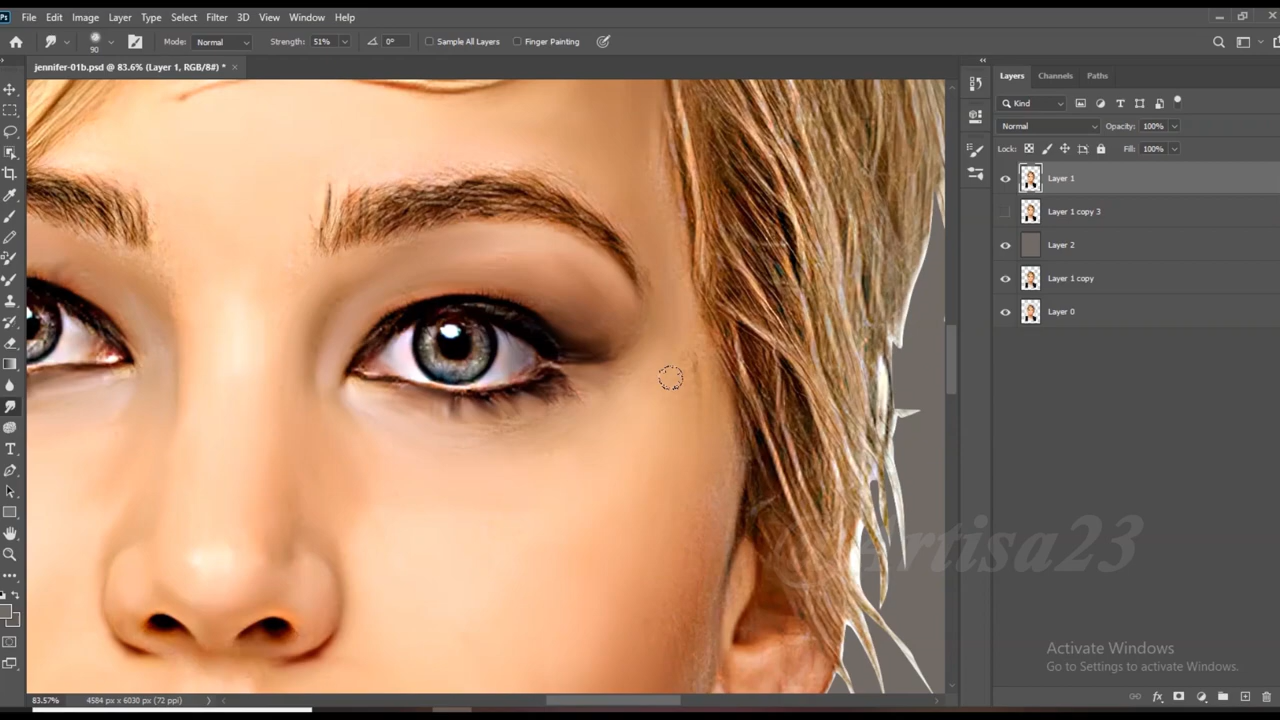 Ps File Edit Image Layer Type Select Filter 3D View Window Help
90 Mode: Normal Strength: 51% 0° Sample All Layers Finger Painting
jennifer-01b.psd @ 83.6% (Layer 1, RGB/8#) * ×
Layers Channels Paths
Kind
Normal Opacity: 100%
Lock: Fill: 100%
Layer 1
Layer 1 copy 3
Layer 2
Layer 1 copy
Layer 0
artisa23
Activate Windows
Go to Settings to activate Windows.
83.57% 4584 px x 6030 px (72 ppi)